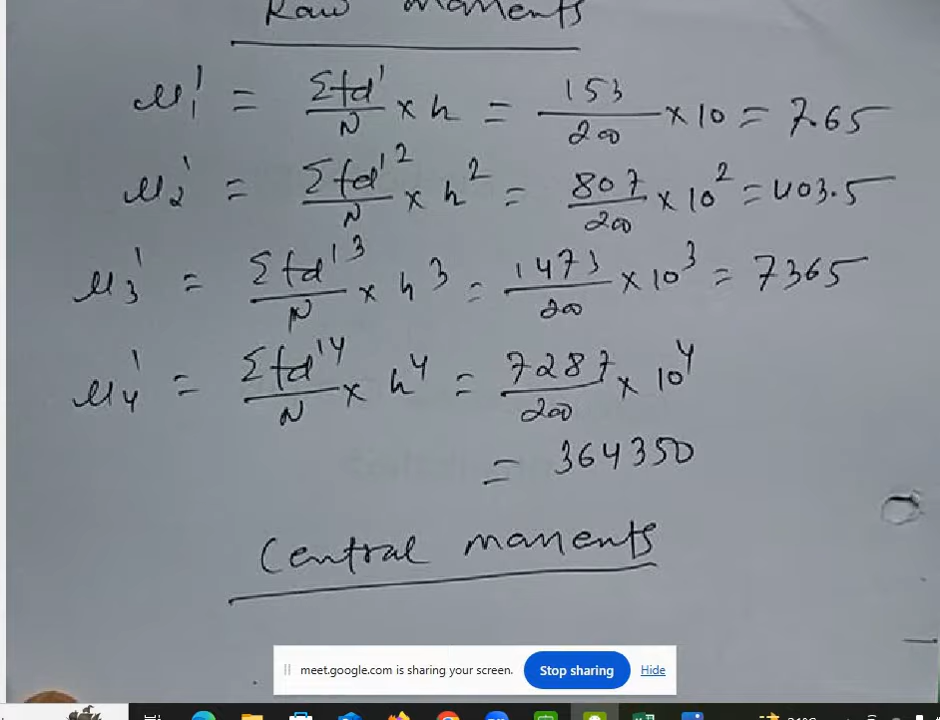 Raw moments
μ₁' = Σfd'/N × h = 153/200 × 10 = 7.65
μ₂' = Σfd'²/N × h² = 807/200 × 10² = 403.5
μ₃' = Σfd'³/N × h³ = 1473/200 × 10³ = 7365
μ₄' = Σfd'⁴/N × h⁴ = 7287/200 × 10⁴
= 364350
Central moments
meet.google.com is sharing your screen. Stop sharing Hide